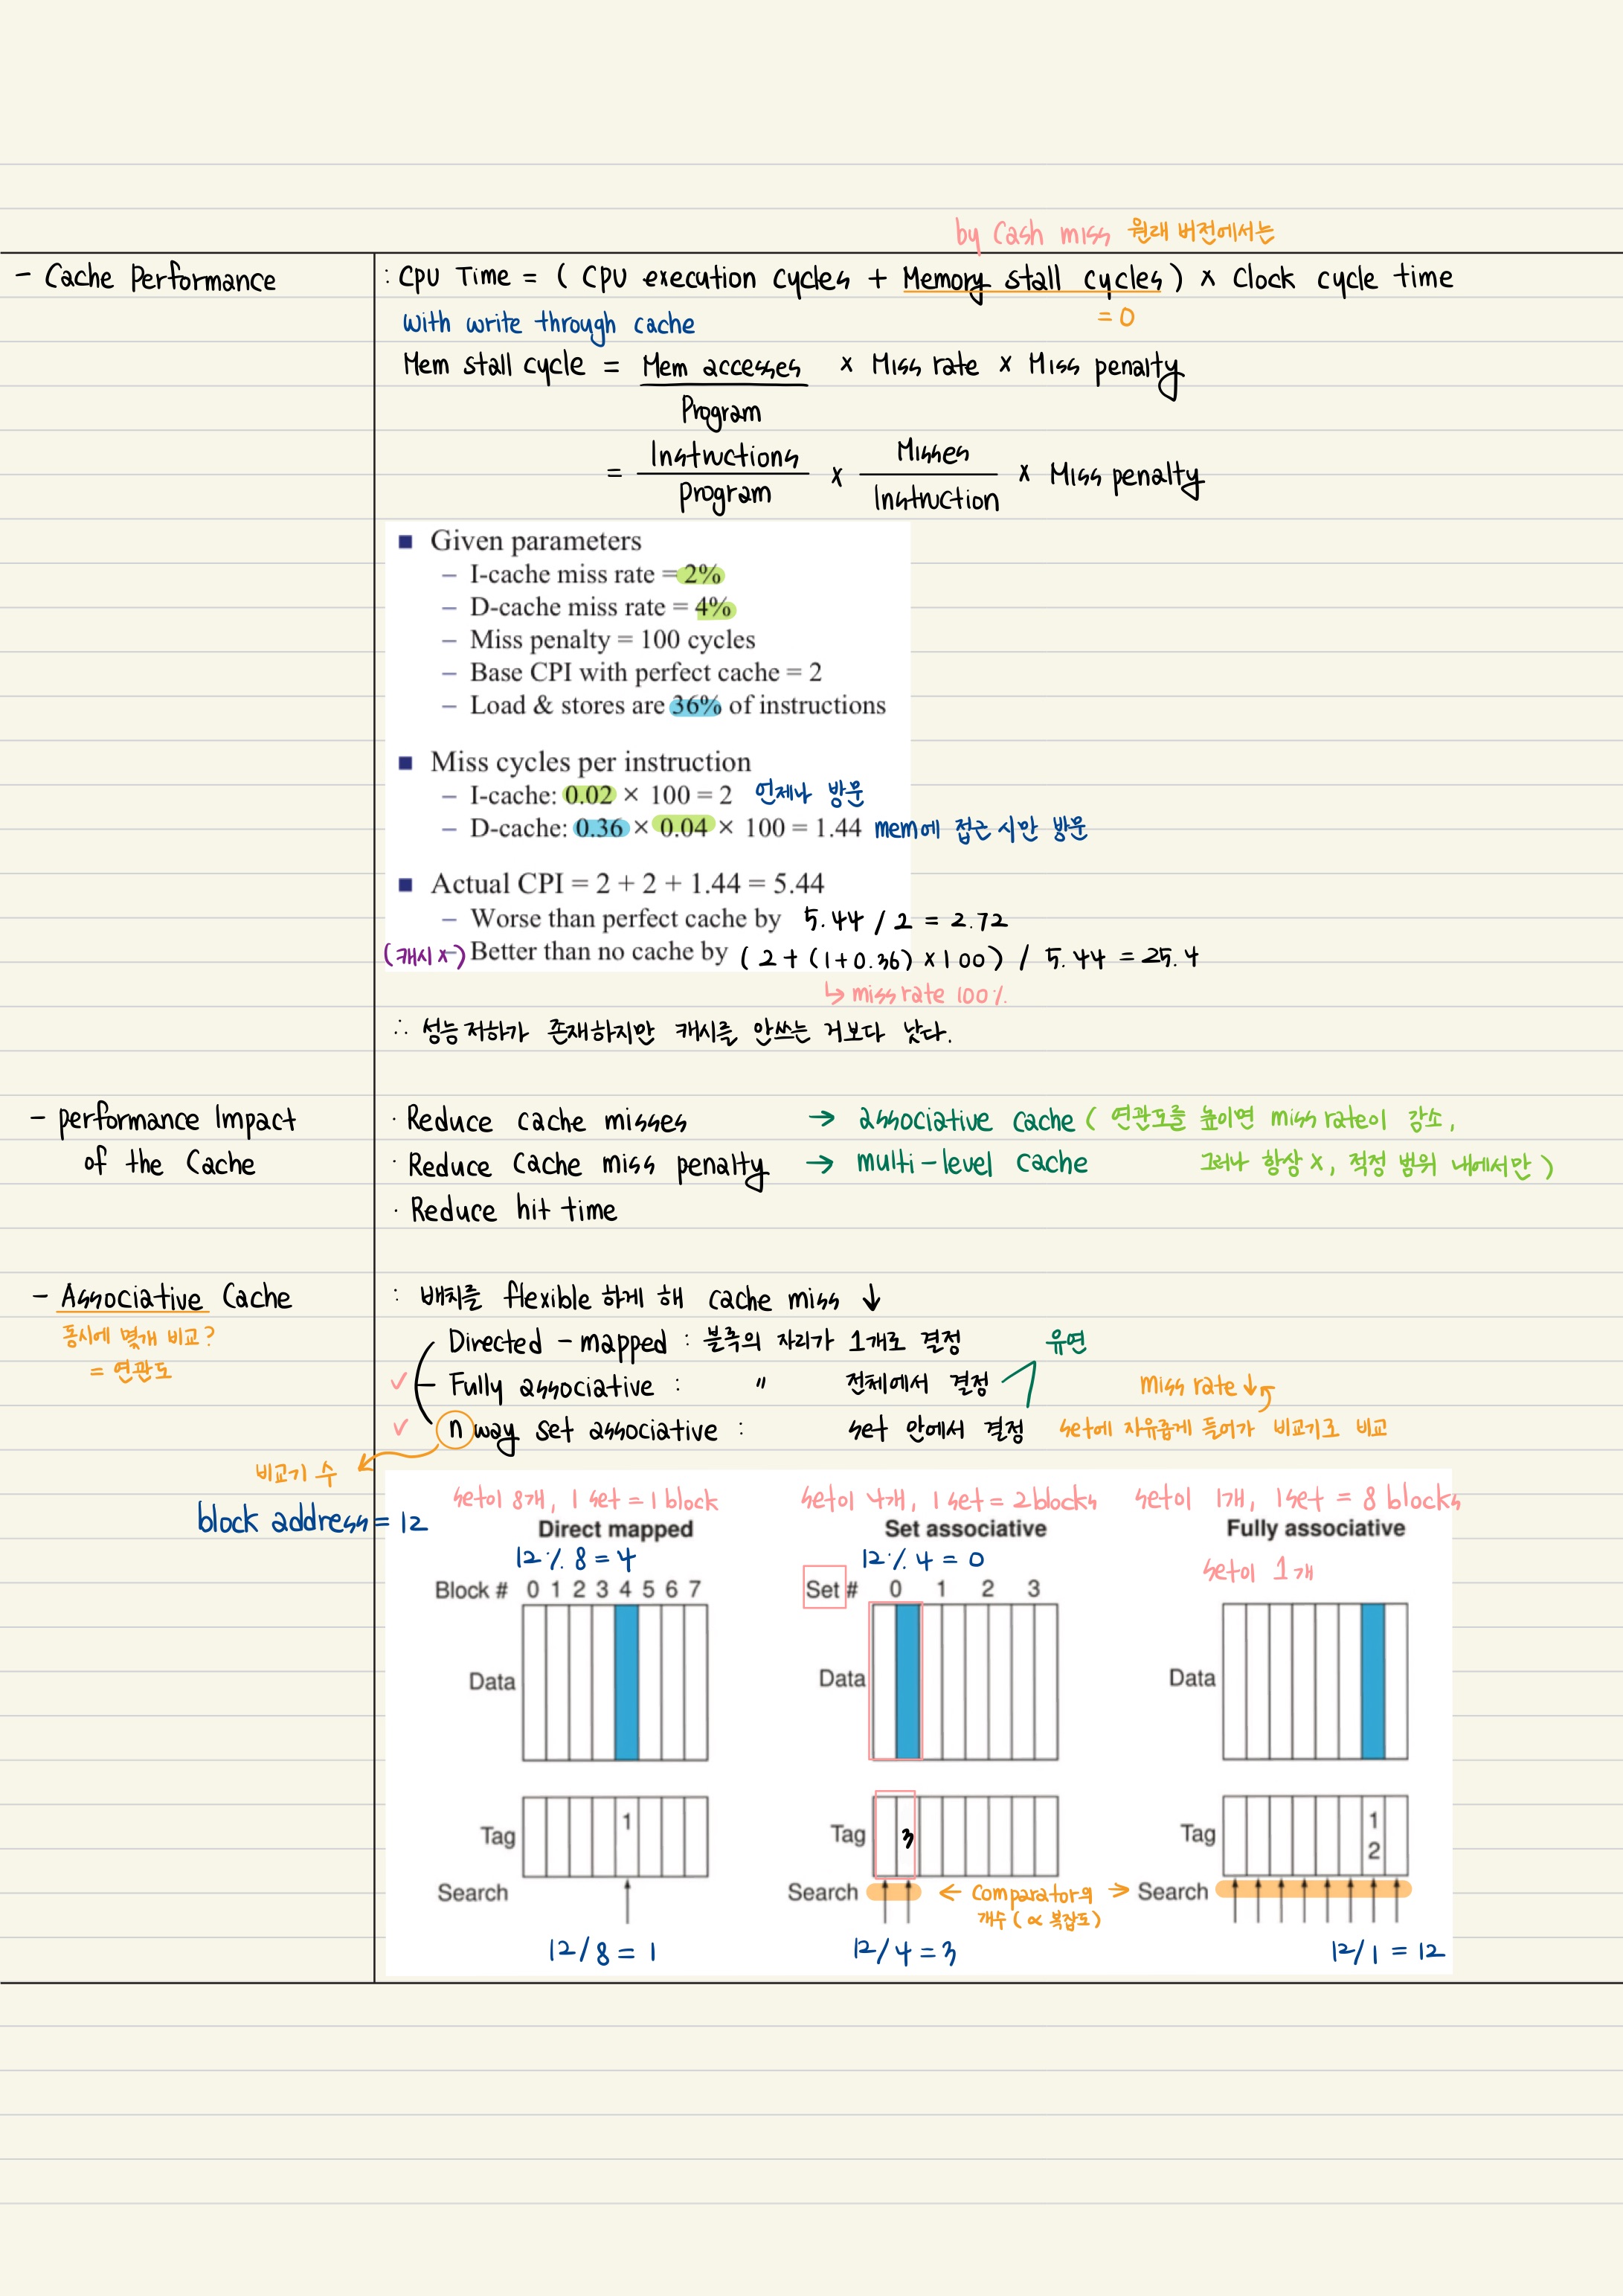 by Cash miss 원래 버전에서는
- Cache Performance
: CPU Time = ( CPU execution cycles + Memory stall cycles ) × Clock cycle time
= 0
with write through cache
Mem stall cycle = Mem accesses / Program × Miss rate × Miss penalty
= Instructions / Program × Misses / Instruction × Miss penalty
■ Given parameters
– I-cache miss rate = 2%
– D-cache miss rate = 4%
– Miss penalty = 100 cycles
– Base CPI with perfect cache = 2
– Load & stores are 36% of instructions
■ Miss cycles per instruction
– I-cache: 0.02 × 100 = 2 언제나 방문
– D-cache: 0.36 × 0.04 × 100 = 1.44 mem에 접근 시만 방문
■ Actual CPI = 2 + 2 + 1.44 = 5.44
– Worse than perfect cache by 5.44 / 2 = 2.72
(캐시 x) – Better than no cache by ( 2 + (1+0.36) × 100 ) / 5.44 = 25.4
↳ miss rate 100%
∴ 성능 저하가 존재하지만 캐시를 안쓰는 거보다 낫다.
- performance Impact of the Cache
· Reduce cache misses → associative cache ( 연관도를 높이면 miss rate이 감소,
· Reduce cache miss penalty → multi-level cache 그러나 항상 X, 적정 범위 내에서만 )
· Reduce hit time
- Associative Cache
동시에 몇개 비교?
= 연관도
: 배치를 flexible 하게 해 cache miss ↓
Directed - mapped : 블록의 자리가 1개로 결정 유연
✓ Fully associative : " 전체에서 결정 miss rate ↓
✓ n way set associative : set 안에서 결정 set에 자유롭게 들어가 비교기로 비교
비교기 수
block address = 12
set이 8개, 1 set = 1 block
Direct mapped
12 % 8 = 4
Block # 0 1 2 3 4 5 6 7
Data
Tag 1
Search
12/8 = 1
set이 4개, 1 set = 2 blocks
Set associative
12 % 4 = 0
Set # 0 1 2 3
Data
Tag 3
Search
← Comparator의 →
개수 ( ∝ 복잡도)
12/4 = 3
set이 1개, 1 set = 8 blocks
Fully associative
set이 1개
Data
Tag 1
2
Search
12/1 = 12